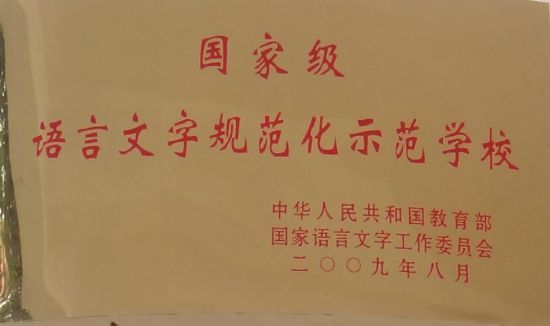 国家级
语言文字规范化示范学校
中华人民共和国教育部
国家语言文字工作委员会
二〇〇九年八月